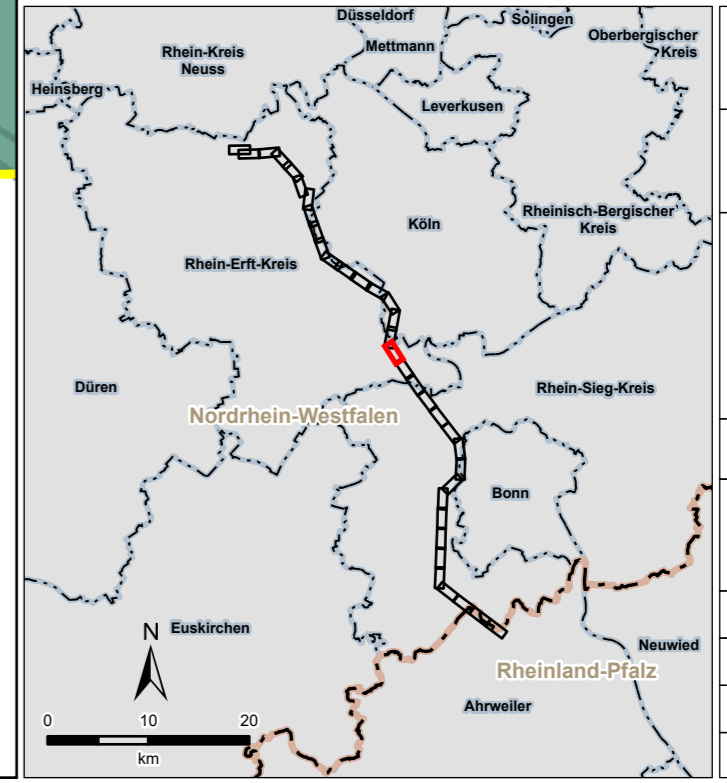 Düsseldorf
Solingen
Mettmann
Oberbergischer
Kreis
Rhein-Kreis
Neuss
Heinsberg
Leverkusen
Köln
Rheinisch-Bergischer
Kreis
Rhein-Erft-Kreis
Düren
Rhein-Sieg-Kreis
Nordrhein-Westfalen
Bonn
Euskirchen
N
Neuwied
Rheinland-Pfalz
Ahrweiler
0 10 20
km